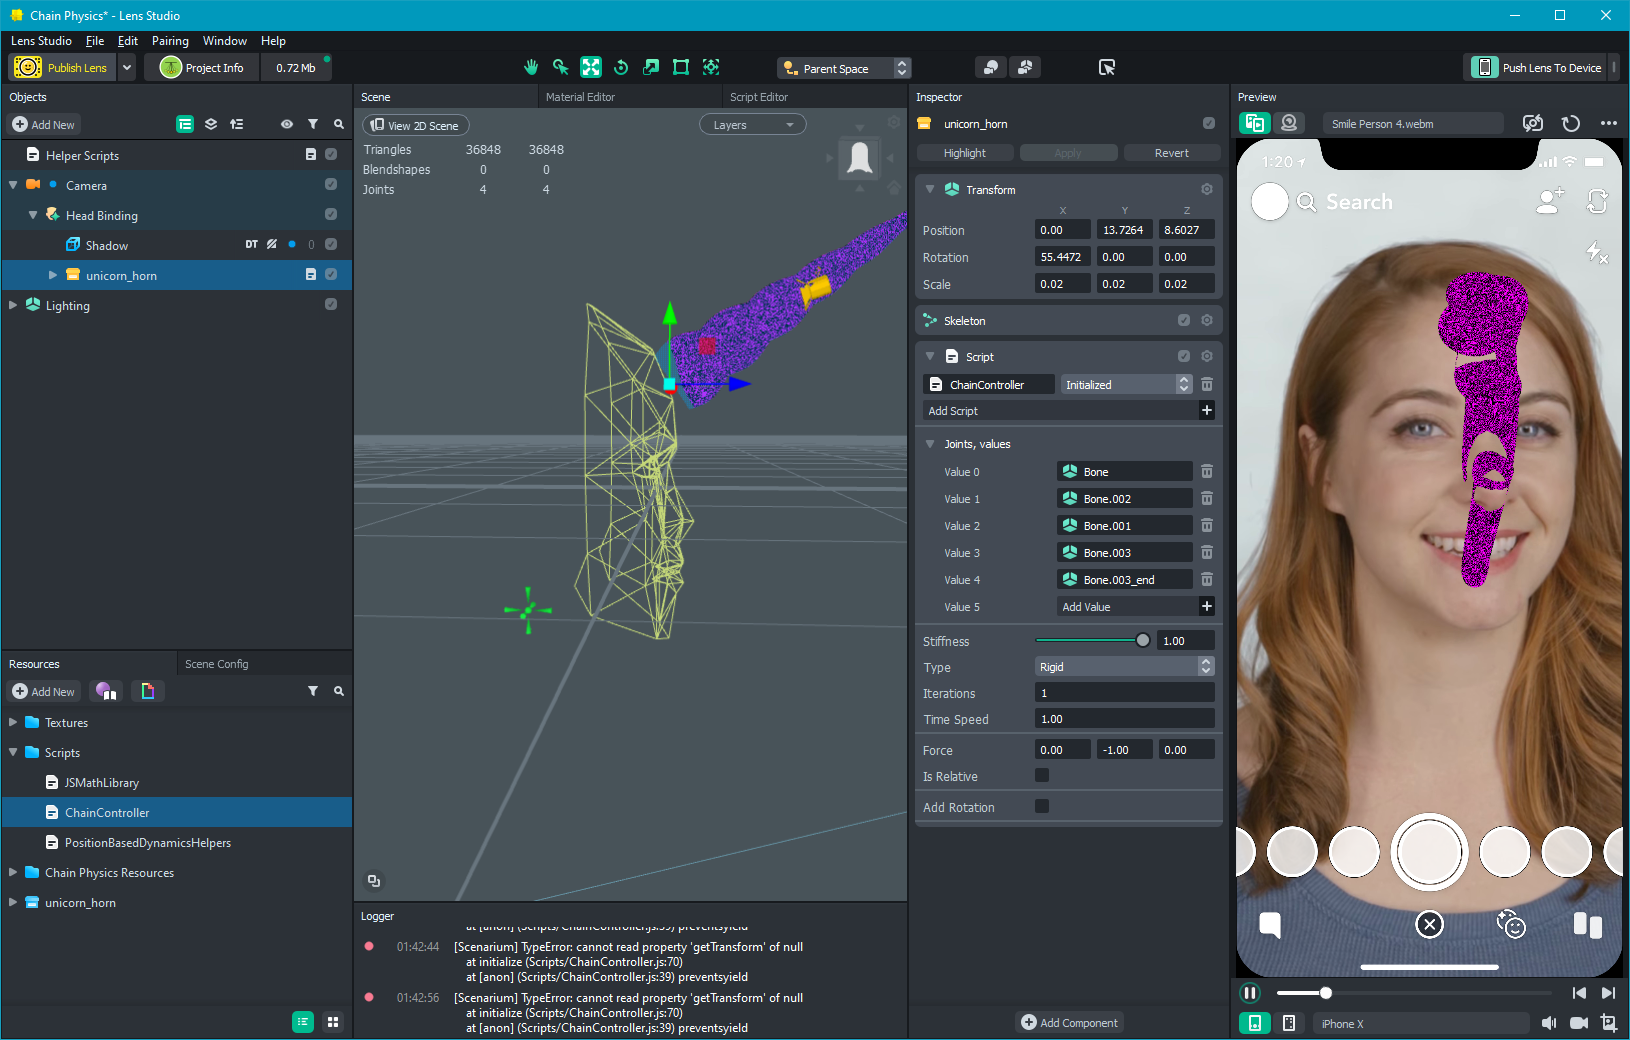 Chain Physics* - Lens Studio
Lens Studio File Edit Pairing Window Help
Publish Lens
Project Info
0.72 Mb
Parent Space
Push Lens To Device
Objects
Add New
Helper Scripts
Camera
Head Binding
Shadow DT 0
unicorn_horn
Lighting
Resources
Scene Config
Add New
Textures
Scripts
JSMathLibrary
ChainController
PositionBasedDynamicsHelpers
Chain Physics Resources
unicorn_horn
Scene
Material Editor
Script Editor
View 2D Scene
Layers
Triangles 36848 36848
Blendshapes 0 0
Joints 4 4
Logger
at [anon] (Scripts/ChainController.js:39) preventsyield
01:42:44 [Scenarium] TypeError: cannot read property 'getTransform' of null
at initialize (Scripts/ChainController.js:70)
at [anon] (Scripts/ChainController.js:39) preventsyield
01:42:56 [Scenarium] TypeError: cannot read property 'getTransform' of null
at initialize (Scripts/ChainController.js:70)
at [anon] (Scripts/ChainController.js:39) preventsyield
Inspector
unicorn_horn
Highlight Apply Revert
Transform
X Y Z
Position 0.00 13.7264 8.6027
Rotation 55.4472 0.00 0.00
Scale 0.02 0.02 0.02
Skeleton
Script
ChainController Initialized
Add Script
Joints, values
Value 0 Bone
Value 1 Bone.002
Value 2 Bone.001
Value 3 Bone.003
Value 4 Bone.003_end
Value 5 Add Value
Stiffness 1.00
Type Rigid
Iterations 1
Time Speed 1.00
Force 0.00 -1.00 0.00
Is Relative
Add Rotation
Add Component
Preview
Smile Person 4.webm
1:20
Search
iPhone X